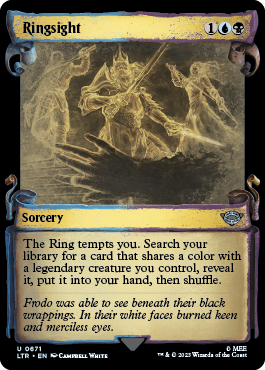 Ringsight 1
Sorcery
The Ring tempts you. Search your
library for a card that shares a color with
a legendary creature you control, reveal
it, put it into your hand, then shuffle.
Frodo was able to see beneath their black
wrappings. In their white faces burned keen
and merciless eyes.
U 0671
LTR • EN CAMPBELL WHITE
© MEE
™ & © 2023 Wizards of the Coast